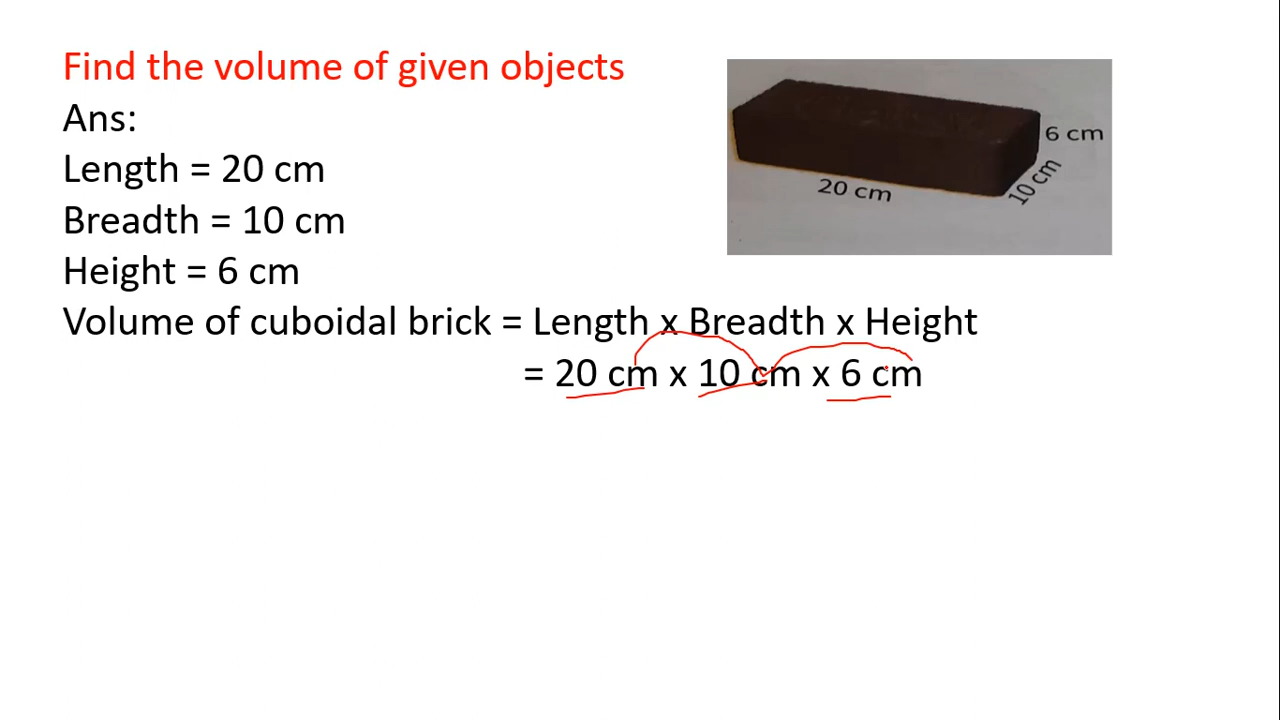 Find the volume of given objects
Ans:
Length = 20 cm
Breadth = 10 cm
Height = 6 cm
Volume of cuboidal brick = Length x Breadth x Height
= 20 cm x 10 cm x 6 cm
6 cm
10 cm
20 cm